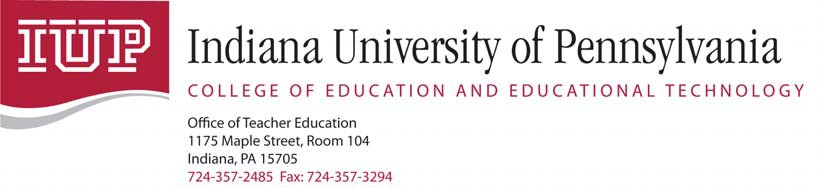 IUP
Indiana University of Pennsylvania
COLLEGE OF EDUCATION AND EDUCATIONAL TECHNOLOGY
Office of Teacher Education
1175 Maple Street, Room 104
Indiana, PA 15705
724-357-2485 Fax: 724-357-3294